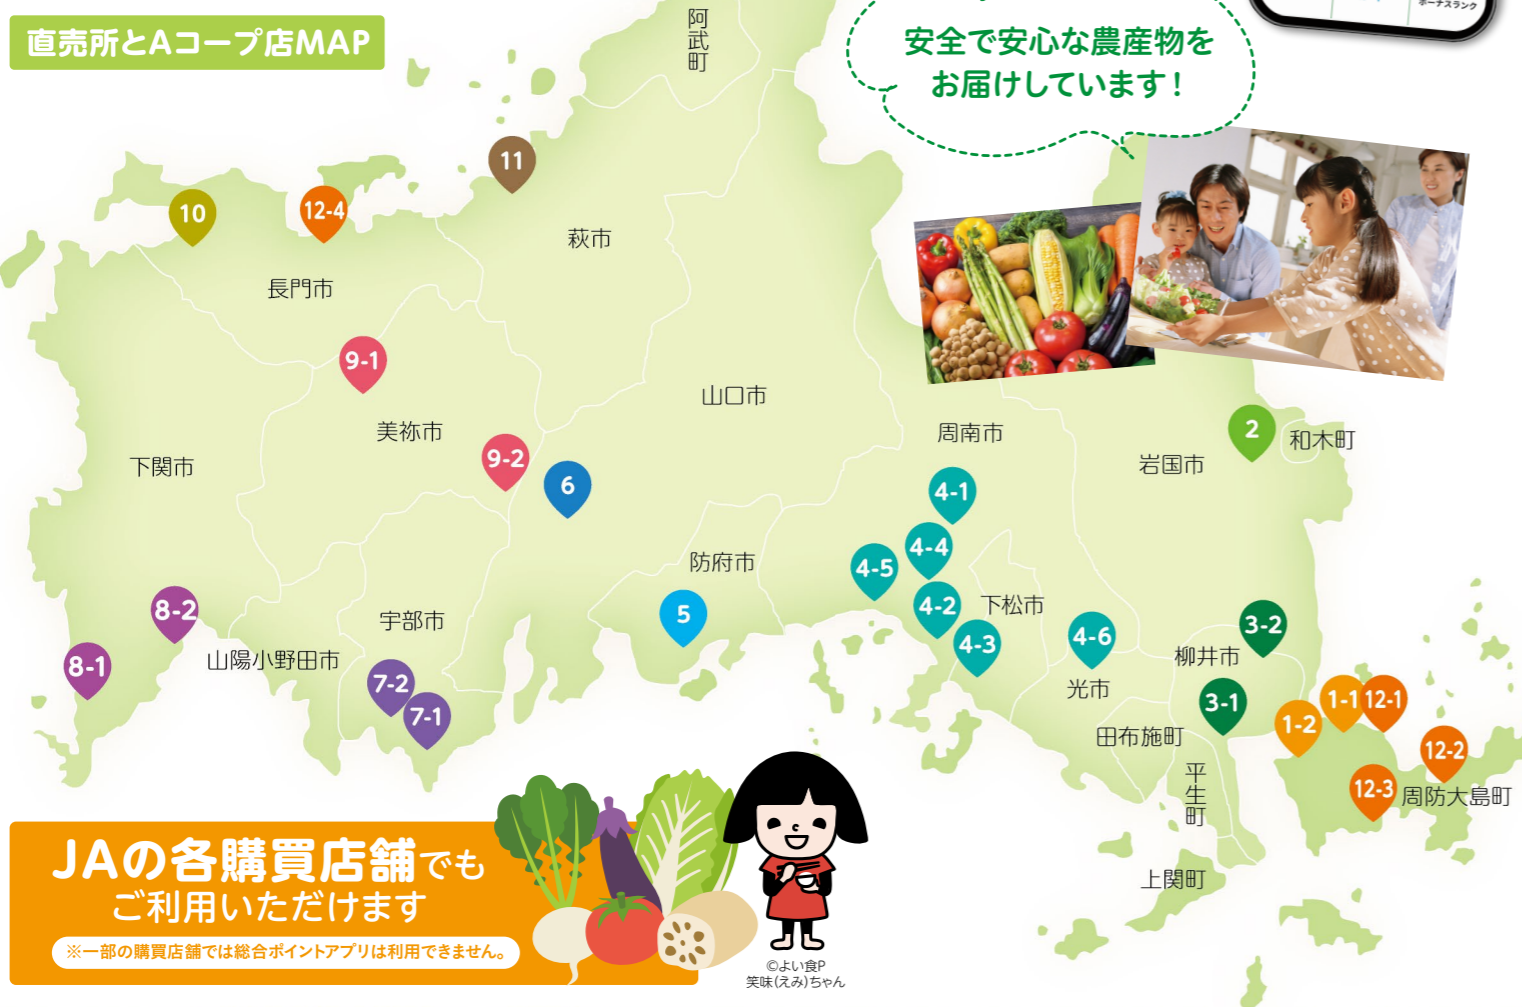 直売所とAコープ店MAP
ボーナスランク
安全で安心な農産物を
お届けしています！
阿武町
11
10
12-4
萩市
長門市
9-1
山口市
美祢市
周南市
2
和木町
下関市
9-2
岩国市
6
4-1
防府市
4-4
4-5
8-2
宇部市
5
4-2
下松市
4-3
4-6
3-2
8-1
山陽小野田市
柳井市
7-2
光市
7-1
3-1
1-1
12-1
1-2
田布施町
12-2
平生町
12-3
周防大島町
上関町
JAの各購買店舗でも
ご利用いただけます
※一部の購買店舗では総合ポイントアプリは利用できません。
©よい食P
笑味(えみ)ちゃん